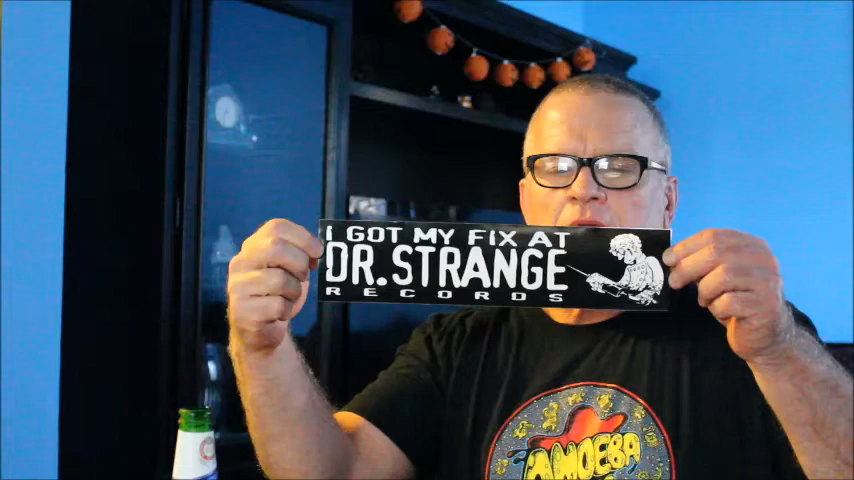 I GOT MY FIX AT
DR. STRANGE
RECORDS
AMOEBA